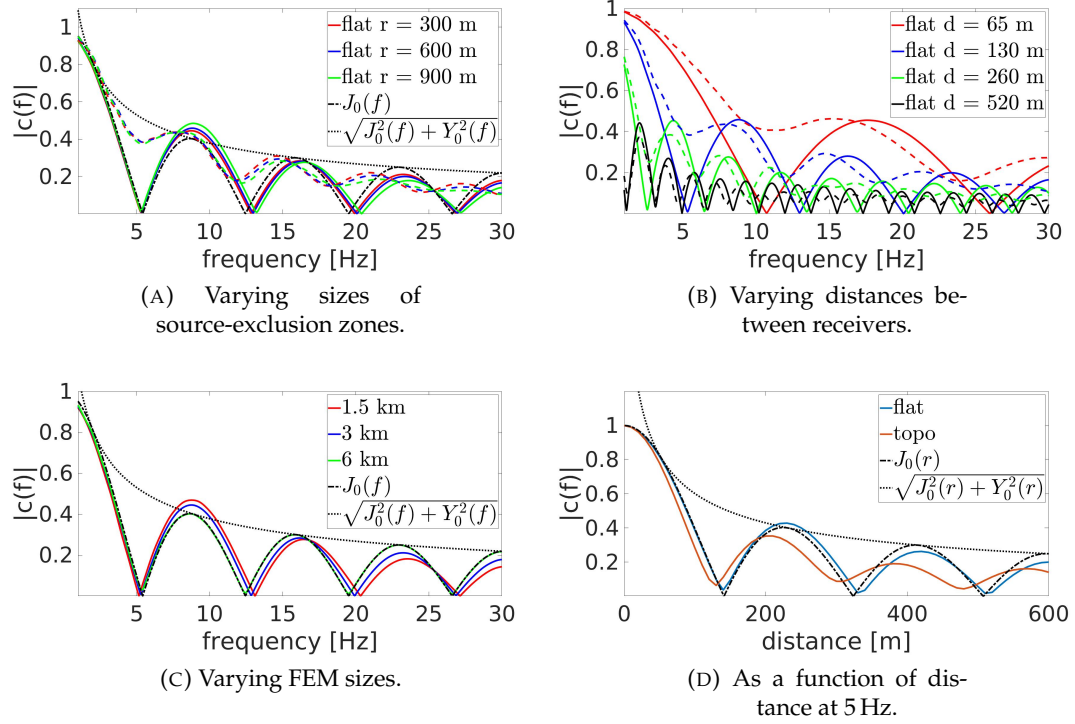 |c(f)|
1
0.8
0.6
0.4
0.2
flat r = 300 m
flat r = 600 m
flat r = 900 m
J₀(f)
√J₀²(f) + Y₀²(f)
5 10 15 20 25 30
frequency [Hz]
(A) Varying sizes of
source-exclusion zones.
|c(f)|
1
0.8
0.6
0.4
0.2
flat d = 65 m
flat d = 130 m
flat d = 260 m
flat d = 520 m
5 10 15 20 25 30
frequency [Hz]
(B) Varying distances be-
tween receivers.
|c(f)|
1
0.8
0.6
0.4
0.2
1.5 km
3 km
6 km
J₀(f)
√J₀²(f) + Y₀²(f)
5 10 15 20 25 30
frequency [Hz]
(C) Varying FEM sizes.
|c(f)|
1
0.8
0.6
0.4
0.2
flat
topo
J₀(r)
√J₀²(r) + Y₀²(r)
0 200 400 600
distance [m]
(D) As a function of dis-
tance at 5 Hz.